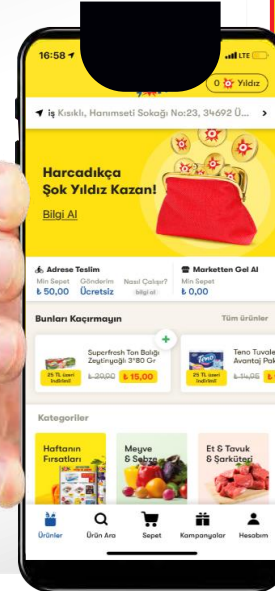 16:58
LTE
0 Yıldız
iş Kısıklı, Hanımseti Sokağı No:23, 34692 Ü...
Harcadıkça
Şok Yıldız Kazan!
Bilgi Al
Adrese Teslim
Marketten Gel Al
Min Sepet Gönderim Nasıl Çalışır? Min Sepet
₺ 50,00 Ücretsiz bilgi al ₺ 0,00
Bunları Kaçırmayın
Tüm ürünler
Superfresh Ton Balığı
Zeytinyağlı 3*80 Gr
25 TL üzeri
indirimli
₺ 20,90 ₺ 15,00
Teno Tuvale
Avantaj Pak
25 TL üzeri
indirimli
₺ 14,95
Kategoriler
Haftanın
Fırsatları
Meyve
& Sebze
Et & Tavuk
& Şarküteri
Ürünler
Ürün Ara
Sepet
Kampanyalar
Hesabım